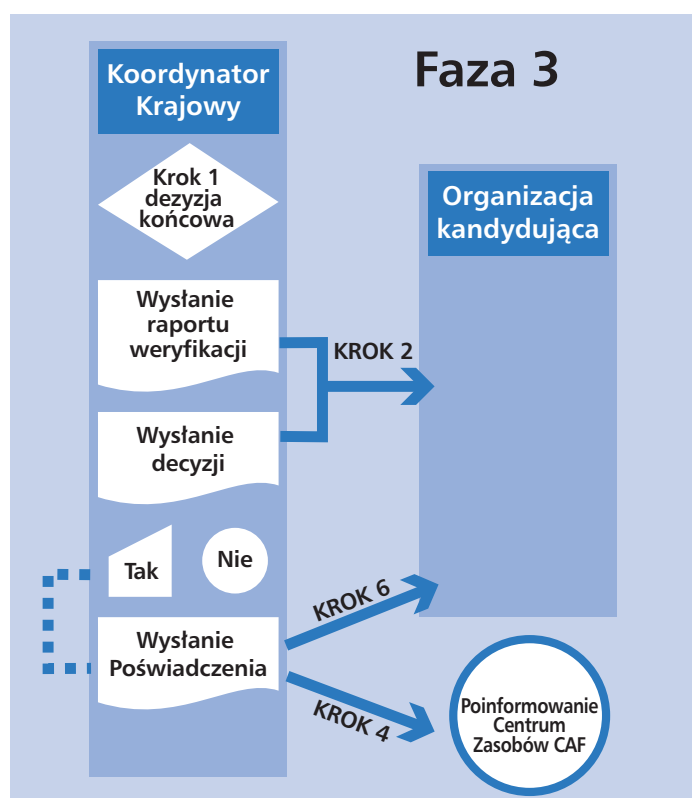 Faza 3
Koordynator
Krajowy
Krok 1
dezyzja
końcowa
Organizacja
kandydująca
Wysłanie
raportu
weryfikacji
KROK 2
Wysłanie
decyzji
Tak
Nie
KROK 6
Wysłanie
Poświadczenia
KROK 4
Poinformowanie
Centrum
Zasobów CAF